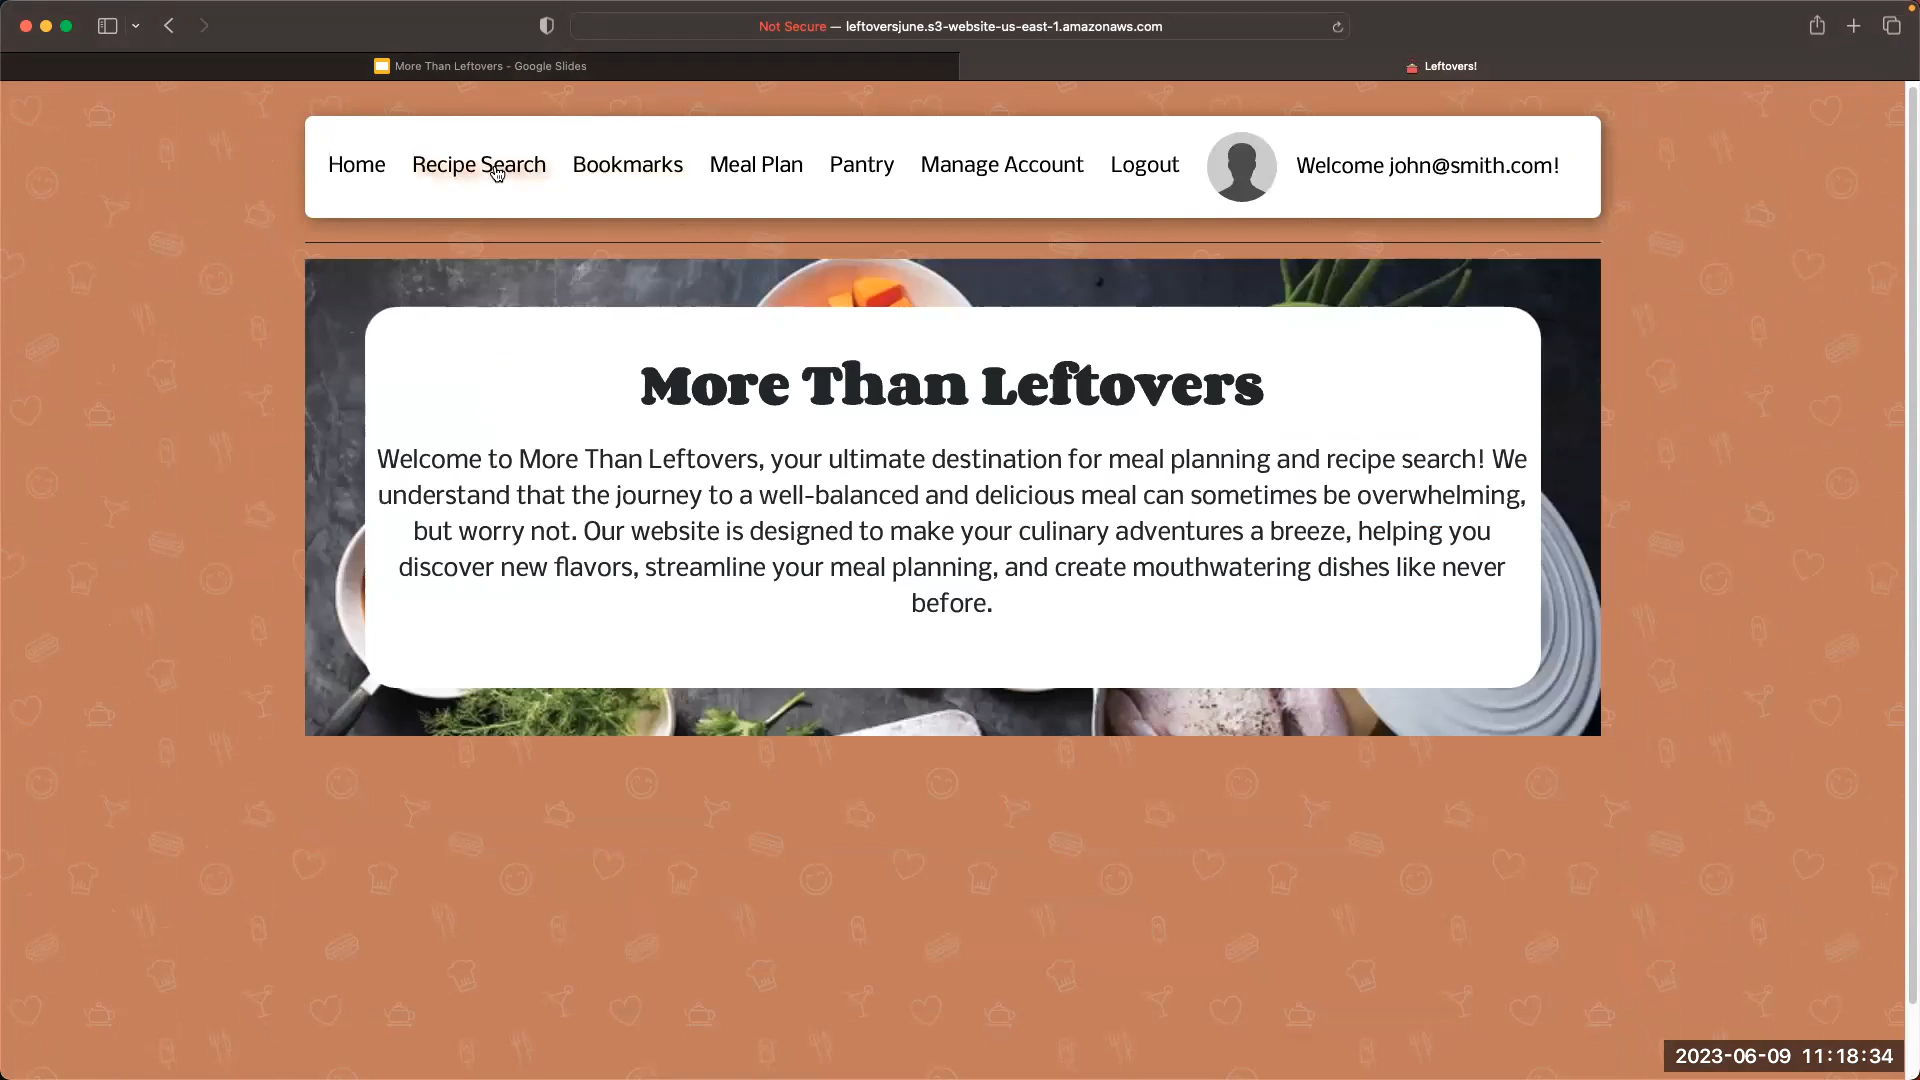 Not Secure — leftoversjune.s3-website-us-east-1.amazonaws.com
More Than Leftovers - Google Slides
Leftovers!
Home Recipe Search Bookmarks Meal Plan Pantry Manage Account Logout Welcome john@smith.com!
More Than Leftovers
Welcome to More Than Leftovers, your ultimate destination for meal planning and recipe search! We
understand that the journey to a well-balanced and delicious meal can sometimes be overwhelming,
but worry not. Our website is designed to make your culinary adventures a breeze, helping you
discover new flavors, streamline your meal planning, and create mouthwatering dishes like never
before.
2023-06-09 11:18:34